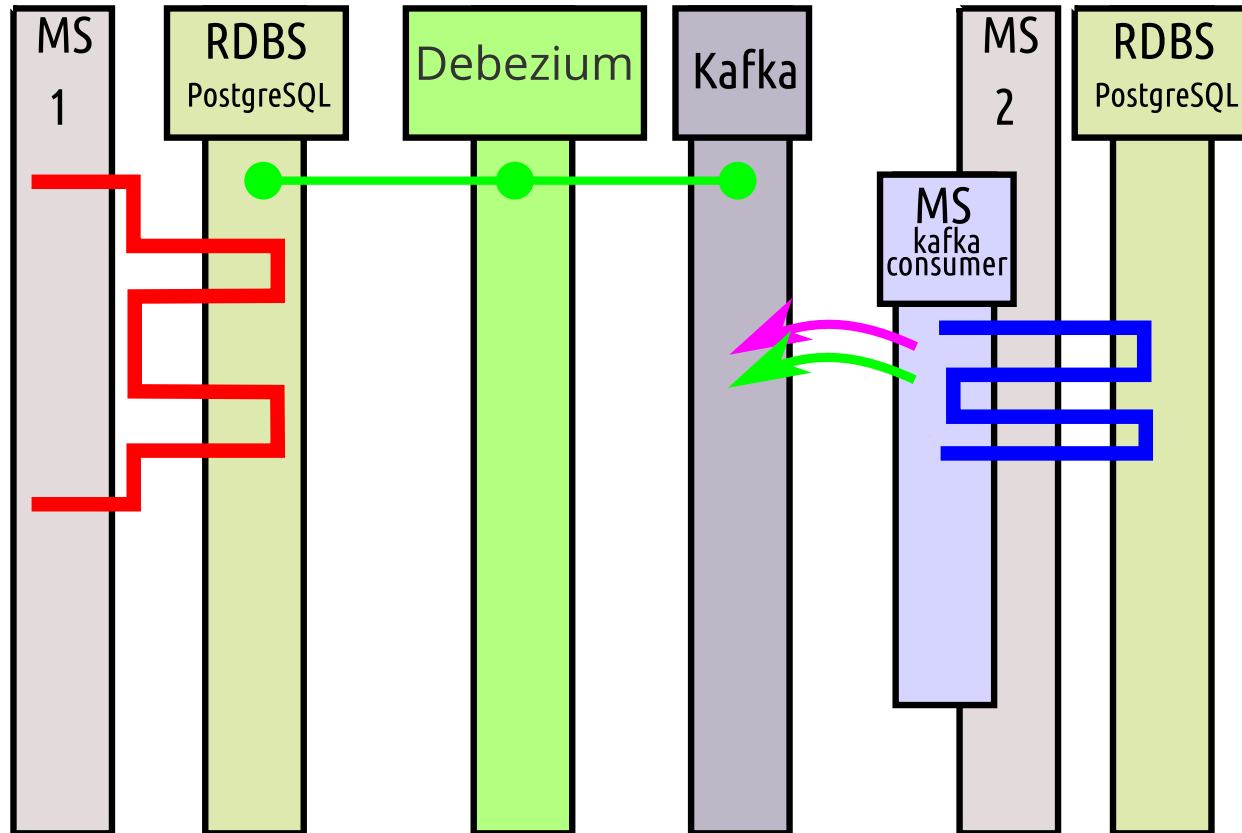 MS
1
RDBS
PostgreSQL
Debezium
Kafka
MS
2
RDBS
PostgreSQL
MS
kafka
consumer